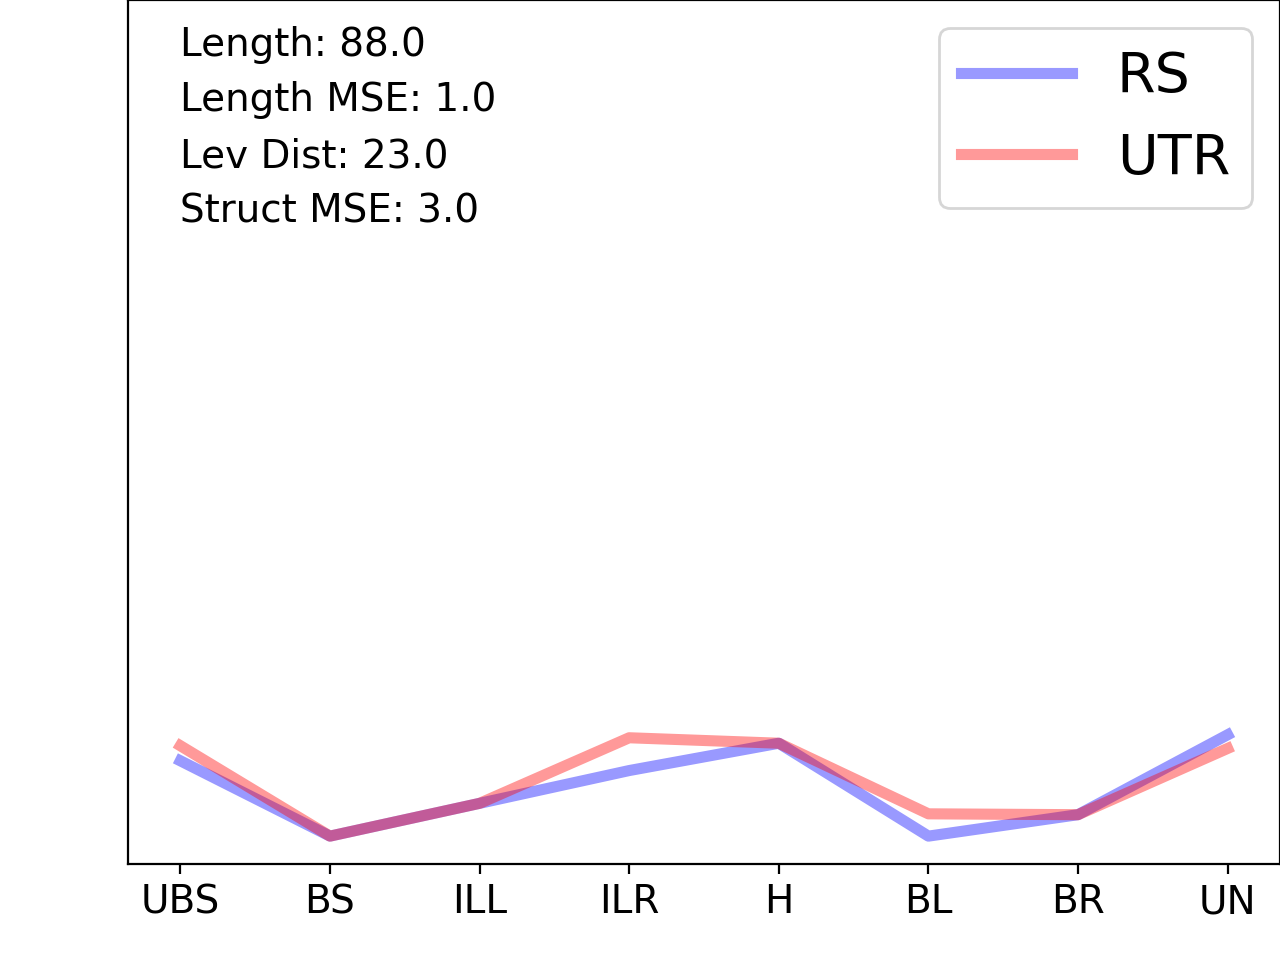 Length: 88.0
Length MSE: 1.0
Lev Dist: 23.0
Struct MSE: 3.0
RS
UTR
UBS BS ILL ILR H BL BR UN